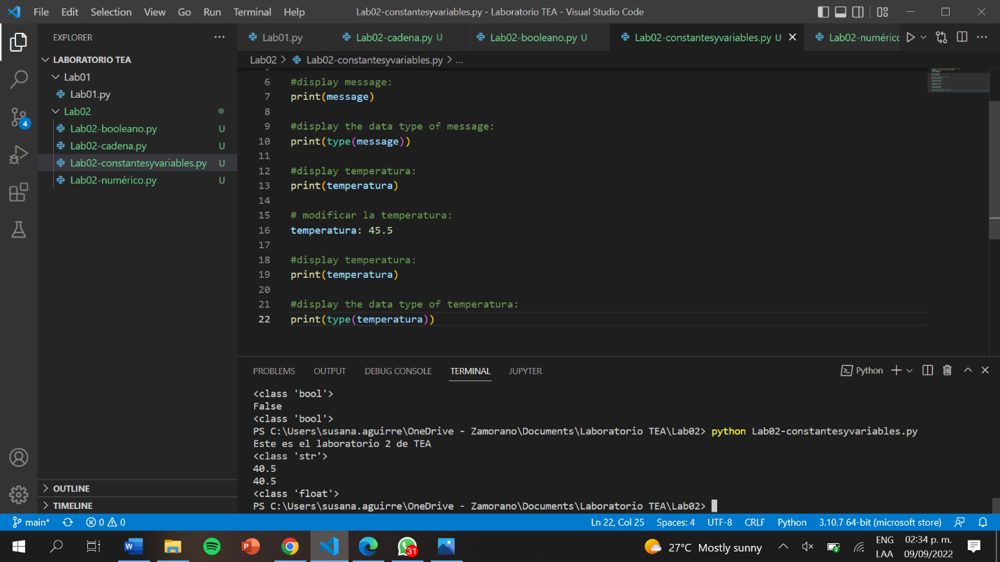 File Edit Selection View Go Run Terminal Help
Lab02-constantesyvariables.py - Laboratorio TEA - Visual Studio Code
EXPLORER
LABORATORIO TEA
Lab01
Lab01.py
Lab02
Lab02-booleano.py U
Lab02-cadena.py U
Lab02-constantesyvariables.py U
Lab02-numérico.py U
4
OUTLINE
TIMELINE
Lab01.py
Lab02-cadena.py U
Lab02-booleano.py U
Lab02-constantesyvariables.py U
Lab02-numéric
Lab02 > Lab02-constantesyvariables.py > ...
6 #display message:
7 print(message)
8
9 #display the data type of message:
10 print(type(message))
11
12 #display temperatura:
13 print(temperatura)
14
15 # modificar la temperatura:
16 temperatura: 45.5
17
18 #display temperatura:
19 print(temperatura)
20
21 #display the data type of temperatura:
22 print(type(temperatura))
PROBLEMS OUTPUT DEBUG CONSOLE TERMINAL JUPYTER
Python
<class 'bool'>
False
<class 'bool'>
PS C:\Users\susana.aguirre\OneDrive - Zamorano\Documents\Laboratorio TEA\Lab02> python Lab02-constantesyvariables.py
Este es el laboratorio 2 de TEA
<class 'str'>
40.5
40.5
<class 'float'>
PS C:\Users\susana.aguirre\OneDrive - Zamorano\Documents\Laboratorio TEA\Lab02>
main* 0 0
Ln 22, Col 25 Spaces: 4 UTF-8 CRLF Python 3.10.7 64-bit (microsoft store)
W P 31
27°C Mostly sunny
ENG
LAA
02:34 p. m.
09/09/2022